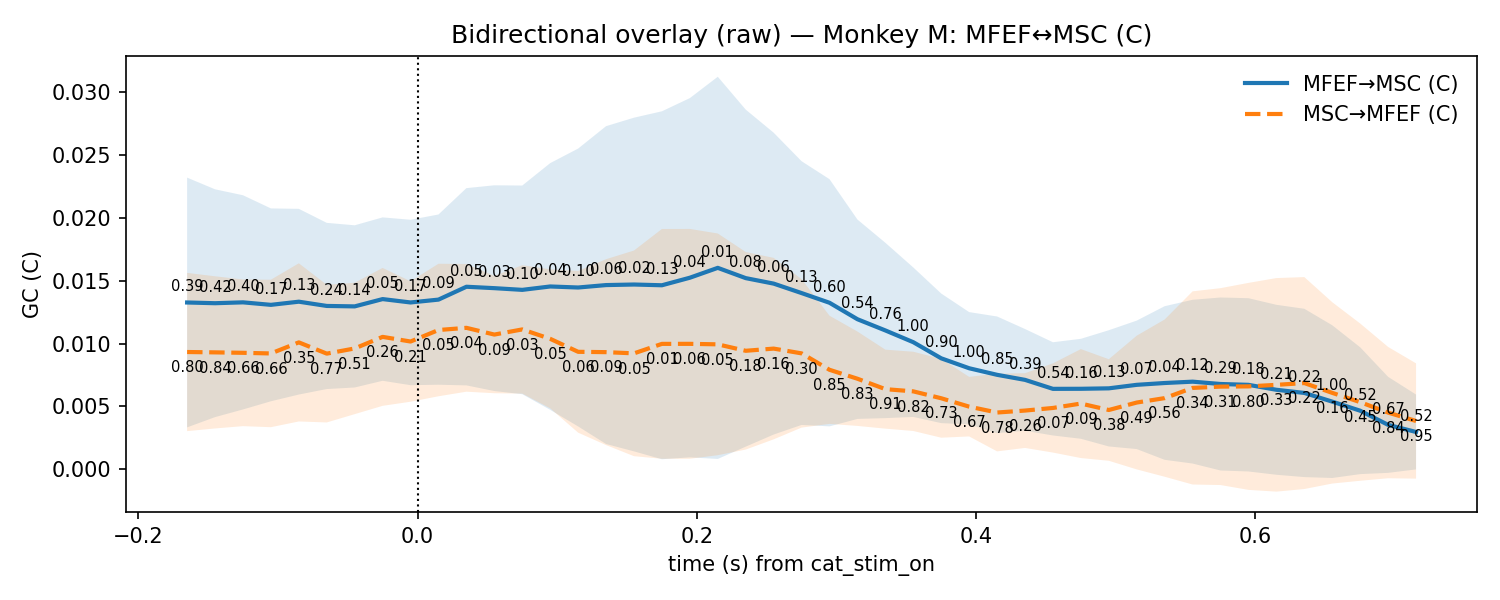 Bidirectional overlay (raw) — Monkey M: MFEF↔MSC (C)
MFEF→MSC (C)
MSC→MFEF (C)
GC (C)
0.030
0.025
0.020
0.015
0.010
0.005
0.000
0.39 0.42 0.40 0.17 0.13 0.24 0.14 0.05 0.17 0.09 0.05 0.03 0.10 0.04 0.10 0.06 0.02 0.13 0.04 0.01 0.08 0.06 0.13 0.60 0.54 0.76 1.00 0.90 1.00 0.85 0.39 0.54 0.16 0.13 0.07 0.04 0.12 0.29 0.18 0.21 0.22 1.00 0.52 0.67 0.52
0.80 0.84 0.66 0.66 0.35 0.77 0.51 0.26 0.21 0.05 0.04 0.09 0.03 0.05 0.06 0.09 0.05 0.01 0.06 0.05 0.18 0.16 0.30 0.85 0.83 0.91 0.82 0.73 0.67 0.78 0.26 0.07 0.09 0.38 0.49 0.56 0.34 0.31 0.80 0.33 0.22 0.16 0.45 0.84 0.95
−0.2 0.0 0.2 0.4 0.6
time (s) from cat_stim_on